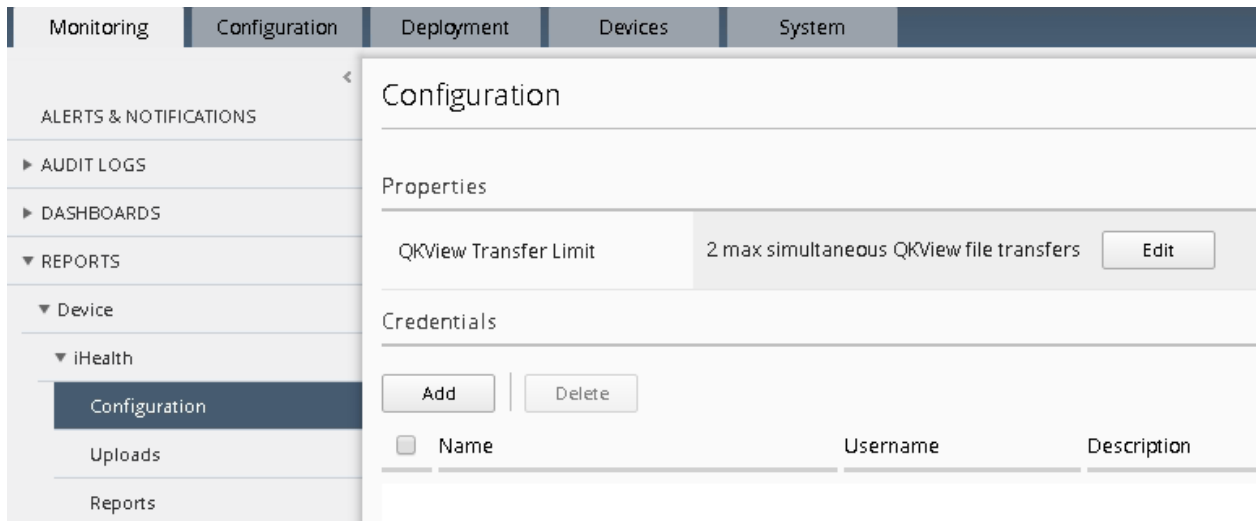 Monitoring Configuration Deployment Devices System
ALERTS & NOTIFICATIONS
AUDIT LOGS
DASHBOARDS
REPORTS
Device
iHealth
Configuration
Uploads
Reports
Configuration
Properties
QKView Transfer Limit 2 max simultaneous QKView file transfers Edit
Credentials
Add Delete
Name Username Description